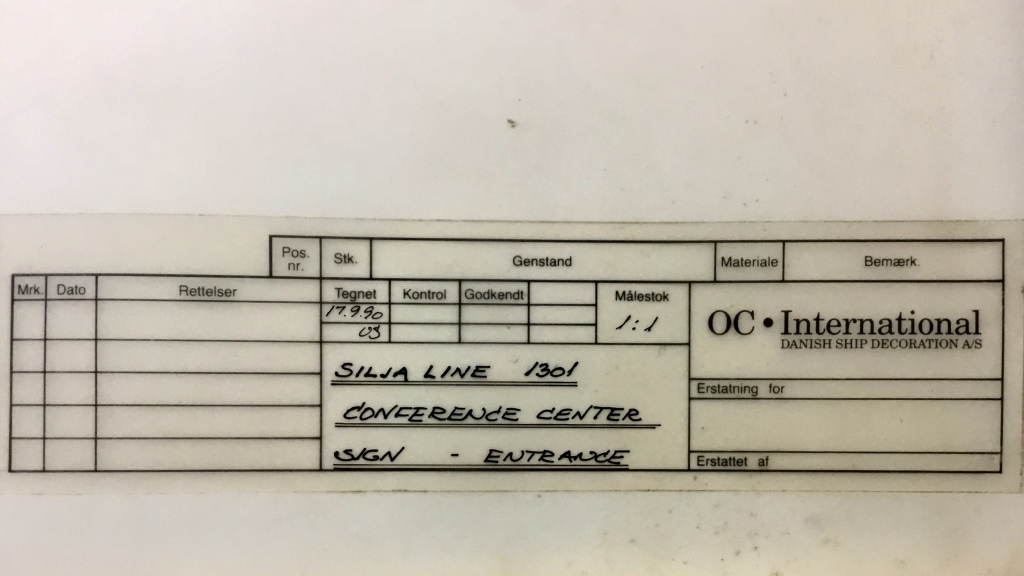 Pos. nr. Stk. Genstand Materiale Bemærk.
Mrk. Dato Rettelser Tegnet Kontrol Godkendt Målestok
17.9.90
1:1
OC • International
DANISH SHIP DECORATION A/S
SILJA LINE 1301
Erstatning for
CONFERENCE CENTER
SIGN - ENTRANCE
Erstattet af